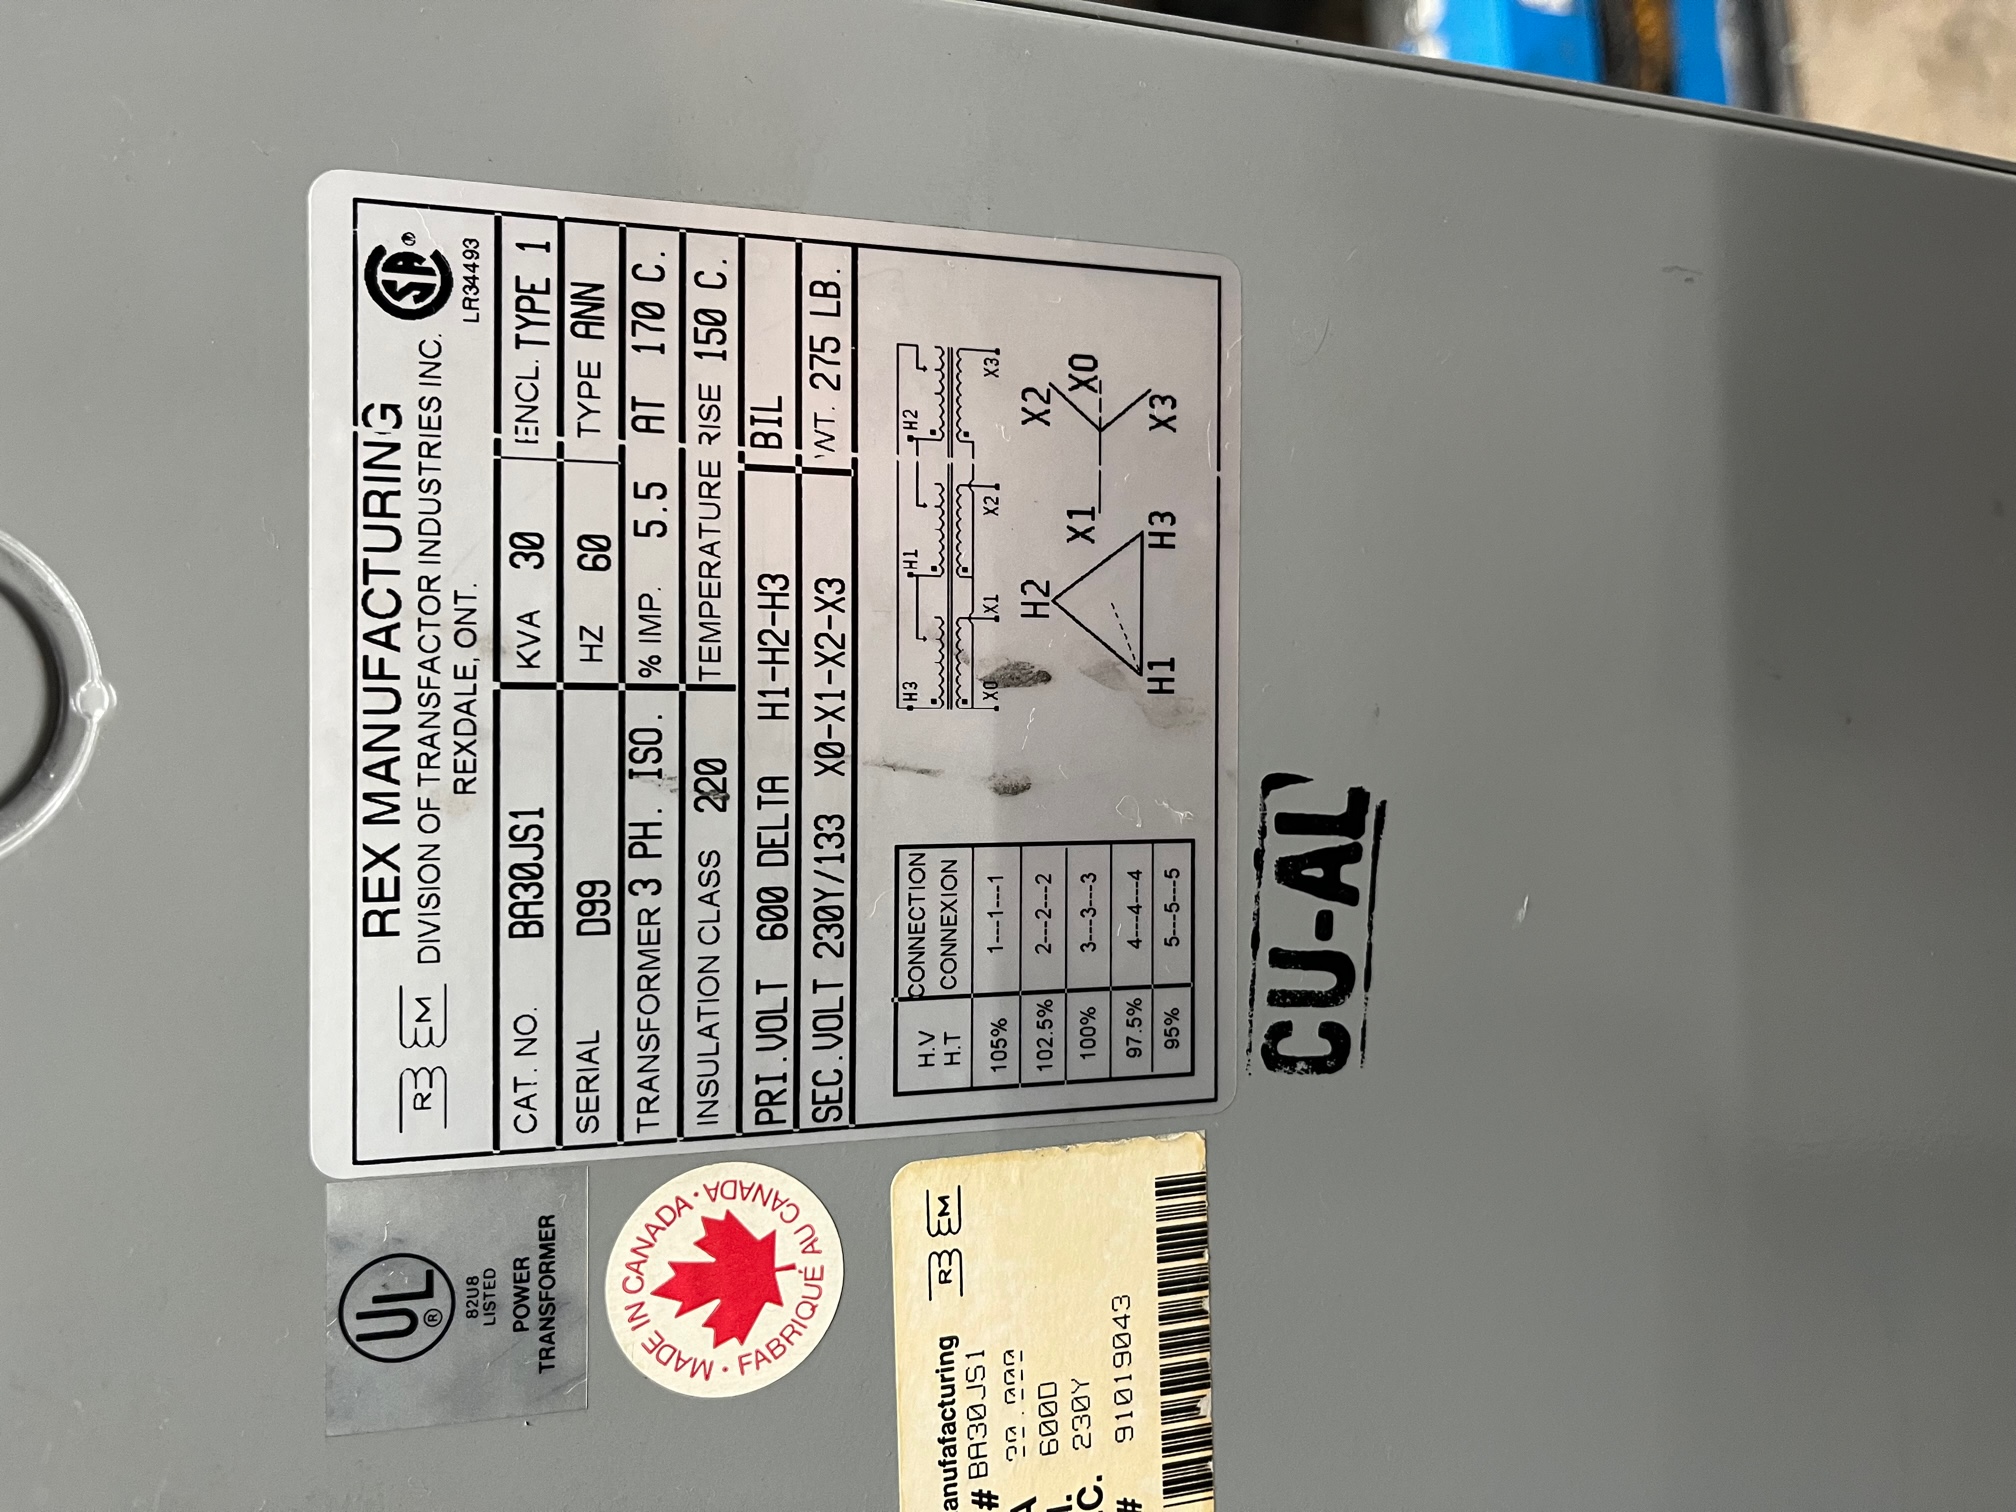 REX MANUFACTURING
DIVISION OF TRANSFACTOR INDUSTRIES INC.
REXDALE, ONT.
REM
SA ®
LR34493
CAT. NO. BA30JS1 KVA 30 ENCL. TYPE 1
SERIAL D99 HZ 60 TYPE ANN
TRANSFORMER 3 PH. ISO. % IMP. 5.5 AT 170 C.
INSULATION CLASS 220 TEMPERATURE RISE 150 C.
PRI.VOLT 600 DELTA H1-H2-H3 BIL
SEC.VOLT 230Y/133 X0-X1-X2-X3 WT. 275 LB.
H.V CONNECTION
H.T CONNEXION
105% 1---1---1
102.5% 2---2---2
100% 3---3---3
97.5% 4---4---4
95% 5---5---5
H3 H1 H2
X0 X1 X2 X3
H2 X2
X1 X0
H1 H3 X3
CU-AL
UL ®
82U8
LISTED
POWER
TRANSFORMER
MADE IN CANADA · FABRIQUÉ AU CANADA ·
anufafacturing REM
# BA30JS1
A
600D
C. 230Y
# 91019043